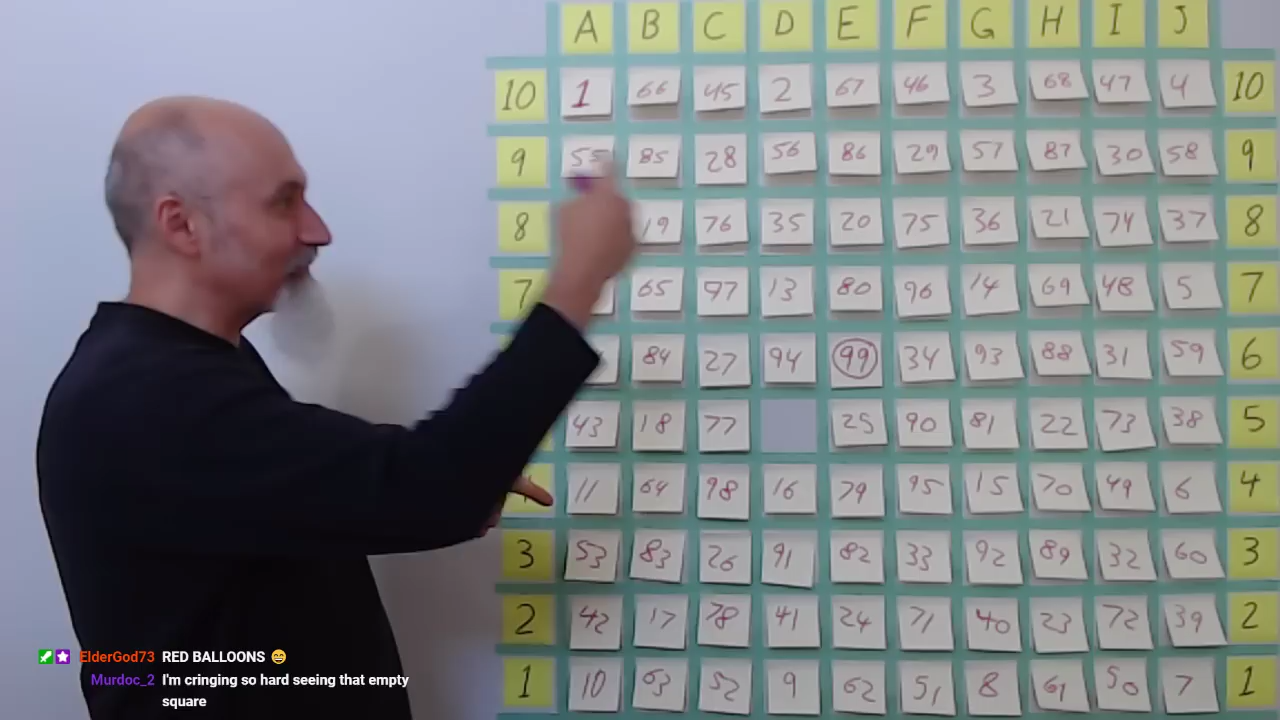 A B C D E F G H I J
10 1 66 45 2 67 46 3 68 47 4 10
9 55 85 28 56 86 29 57 87 30 58 9
8 19 76 35 20 75 36 21 74 37 8
7 65 97 13 80 96 14 69 48 5 7
84 27 94 99 34 93 88 31 59 6
43 18 77 25 90 81 22 73 38 5
11 64 98 16 79 95 15 70 49 6 4
3 53 83 26 91 82 33 92 89 32 60 3
2 42 17 78 41 24 71 40 23 72 39 2
1 10 63 52 9 62 51 8 61 50 7 1
ElderGod73 RED BALLOONS 😄
Murdoc_2 I'm cringing so hard seeing that empty
square